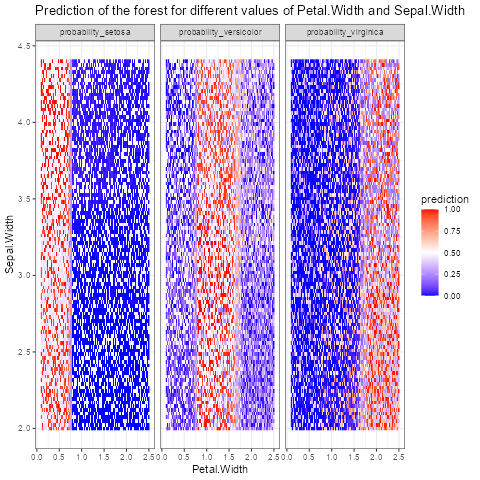 Prediction of the forest for different values of Petal.Width and Sepal.Width
probability_setosa probability_versicolor probability_virginica
4.5
4.0
3.5
3.0
2.5
2.0
Sepal.Width
0.0 0.5 1.0 1.5 2.0 2.5 0.0 0.5 1.0 1.5 2.0 2.5 0.0 0.5 1.0 1.5 2.0 2.5
Petal.Width
prediction
1.00
0.75
0.50
0.25
0.00